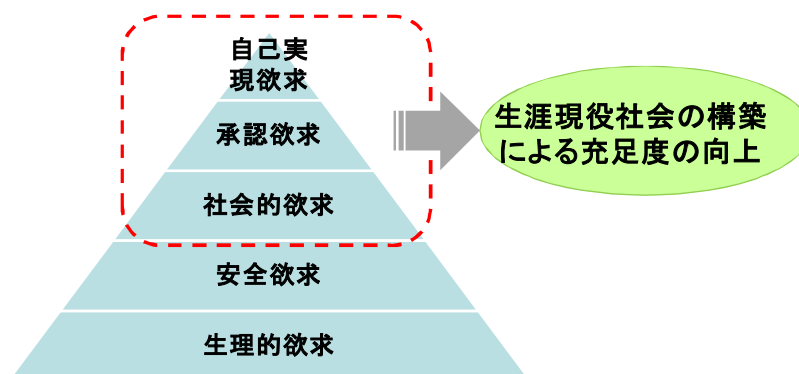 自己実
現欲求
承認欲求
社会的欲求
安全欲求
生理的欲求
生涯現役社会の構築
による充足度の向上